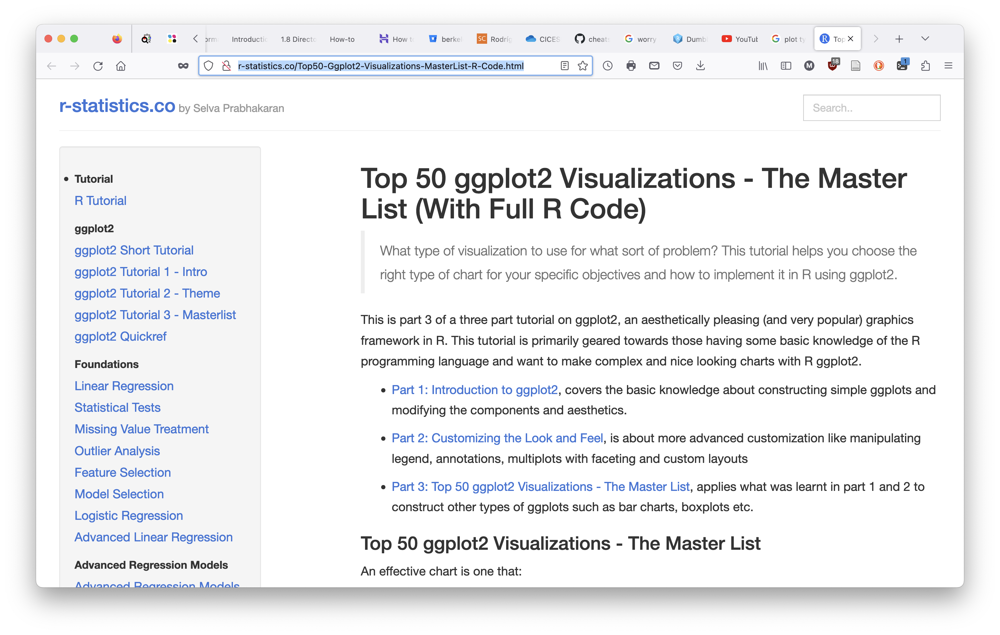 Introductio
1.8 Directo
How-to
How to
berkel
SC Rodríg
CICES
cheats
worry
Dumb
YouTub
plot ty
R Top
r-statistics.co/Top50-Ggplot2-Visualizations-MasterList-R-Code.html
M
18
1
r-statistics.co by Selva Prabhakaran
Search..
Tutorial
R Tutorial
ggplot2
ggplot2 Short Tutorial
ggplot2 Tutorial 1 - Intro
ggplot2 Tutorial 2 - Theme
ggplot2 Tutorial 3 - Masterlist
ggplot2 Quickref
Foundations
Linear Regression
Statistical Tests
Missing Value Treatment
Outlier Analysis
Feature Selection
Model Selection
Logistic Regression
Advanced Linear Regression
Advanced Regression Models
Advanced Regression Models
Top 50 ggplot2 Visualizations - The Master
List (With Full R Code)
What type of visualization to use for what sort of problem? This tutorial helps you choose the
right type of chart for your specific objectives and how to implement it in R using ggplot2.
This is part 3 of a three part tutorial on ggplot2, an aesthetically pleasing (and very popular) graphics
framework in R. This tutorial is primarily geared towards those having some basic knowledge of the R
programming language and want to make complex and nice looking charts with R ggplot2.
• Part 1: Introduction to ggplot2, covers the basic knowledge about constructing simple ggplots and
modifying the components and aesthetics.
• Part 2: Customizing the Look and Feel, is about more advanced customization like manipulating
legend, annotations, multiplots with faceting and custom layouts
• Part 3: Top 50 ggplot2 Visualizations - The Master List, applies what was learnt in part 1 and 2 to
construct other types of ggplots such as bar charts, boxplots etc.
Top 50 ggplot2 Visualizations - The Master List
An effective chart is one that: